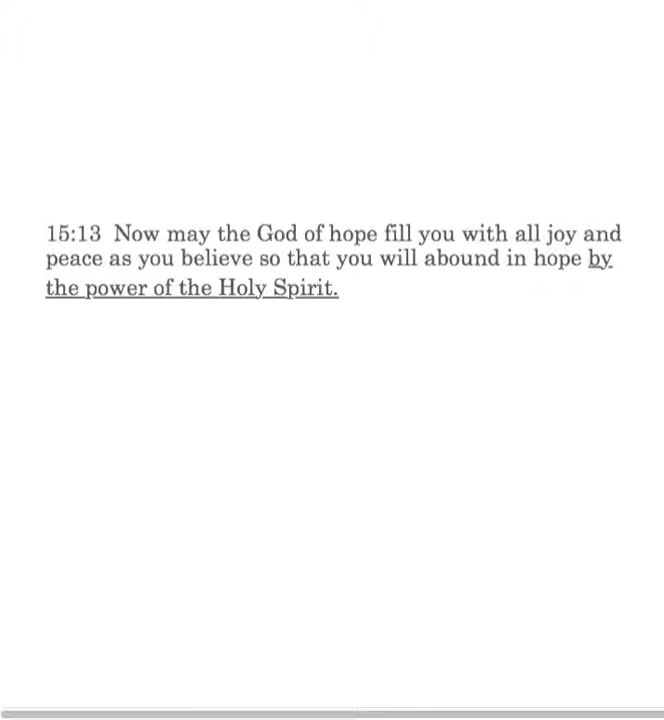 15:13 Now may the God of hope fill you with all joy and
peace as you believe so that you will abound in hope by
the power of the Holy Spirit.